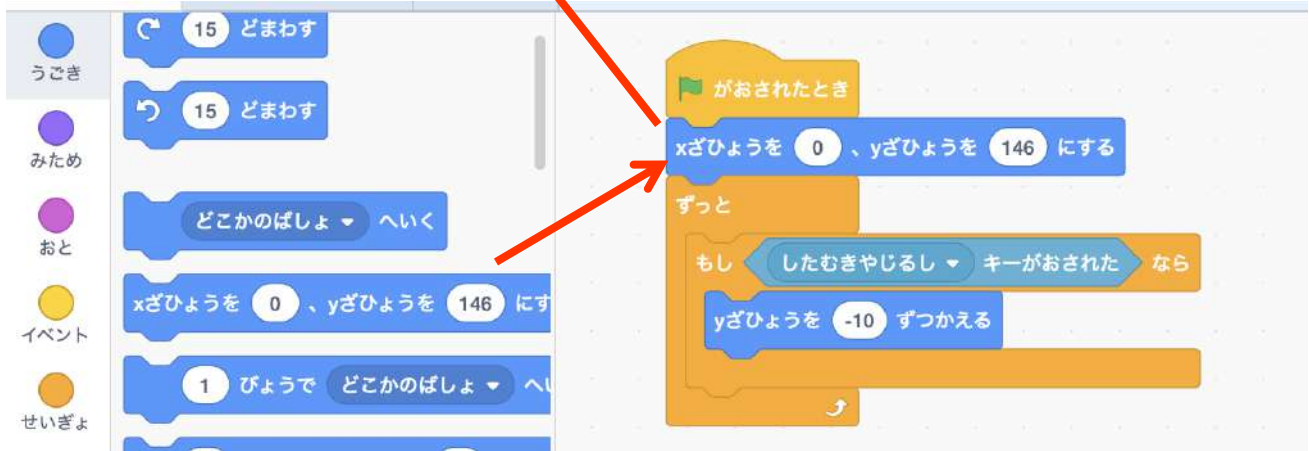 うごき
みため
おと
イベント
せいぎょ
15 どまわす
15 どまわす
どこかのばしょ へいく
xざひょうを 0 、yざひょうを 146 にす
1 びょうで どこかのばしょ へ
がおされたとき
xざひょうを 0 、yざひょうを 146 にする
ずっと
もし したむきやじるし キーがおされた なら
yざひょうを -10 ずつかえる